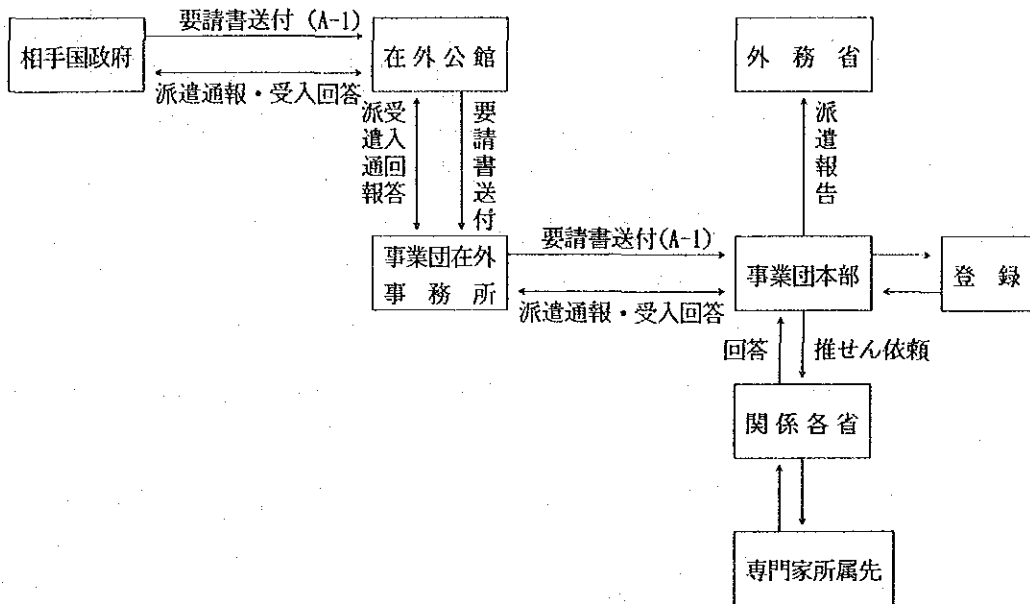 要請書送付 (A-1)
相手国政府
在外公館
外務省
派遣通報・受入回答
派遣通報
受入回答
要請書送付
派遣報告
事業団在外
事務所
要請書送付(A-1)
派遣通報・受入回答
事業団本部
登録
回答
推せん依頼
関係各省
専門家所属先